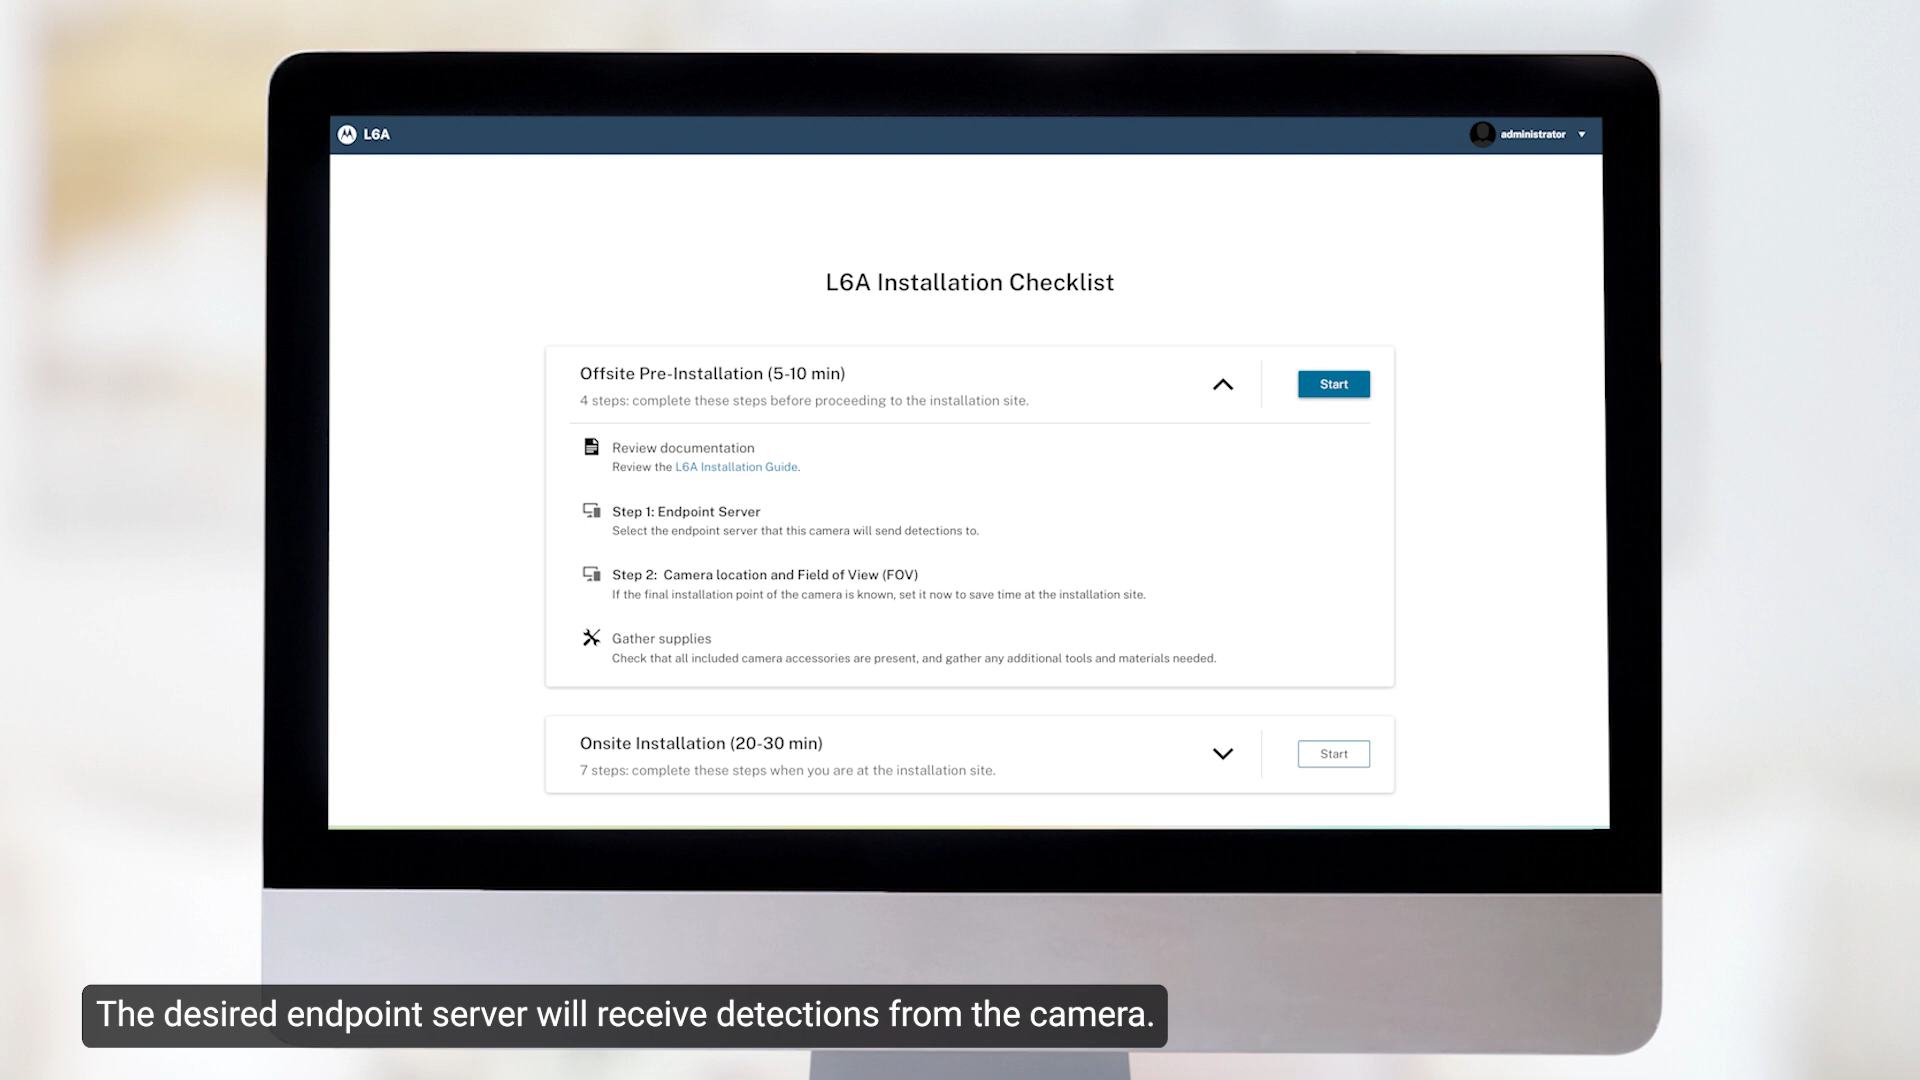 L6A
administrator
L6A Installation Checklist
Offsite Pre-Installation (5-10 min)
4 steps: complete these steps before proceeding to the installation site.
Start
Review documentation
Review the L6A Installation Guide.
Step 1: Endpoint Server
Select the endpoint server that this camera will send detections to.
Step 2: Camera location and Field of View (FOV)
If the final installation point of the camera is known, set it now to save time at the installation site.
Gather supplies
Check that all included camera accessories are present, and gather any additional tools and materials needed.
Onsite Installation (20-30 min)
7 steps: complete these steps when you are at the installation site.
Start
The desired endpoint server will receive detections from the camera.